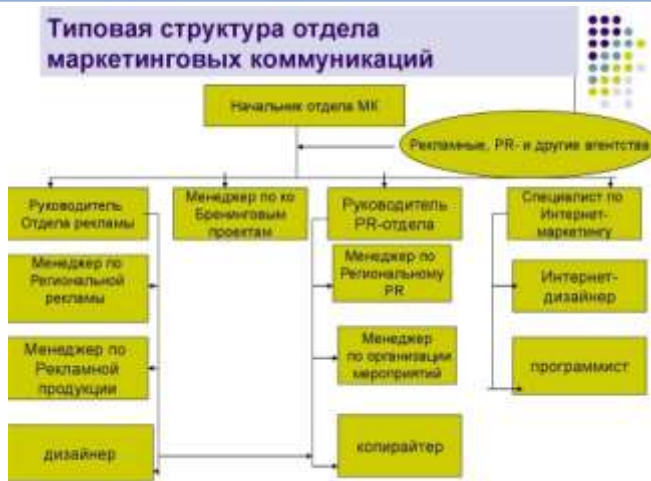 Типовая структура отдела
маркетинговых коммуникаций
Начальник отдела МК
Рекламные, PR- и другие агентства
Руководитель
Отдела рекламы
Менеджер по ко
Бренинговым
проектам
Руководитель
PR-отдела
Специалист по
Интернет-
маркетингу
Менеджер по
Региональной
рекламы
Менеджер по
Региональному
PR
Интернет-
дизайнер
Менеджер по
Рекламной
продукции
Менеджер
по организации
мероприятий
программист
дизайнер
копирайтер